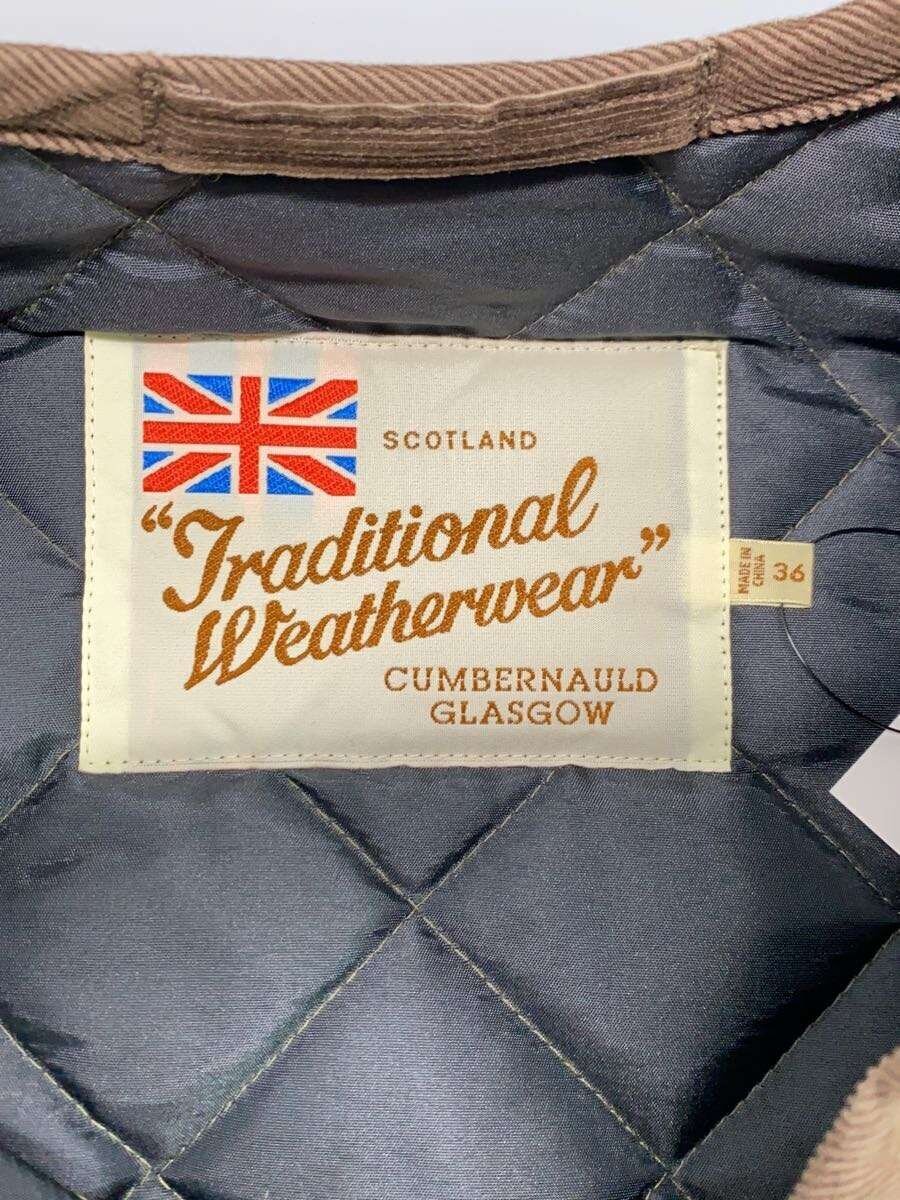 SCOTLAND
"Traditional
Weatherwear"
CUMBERNAULD
GLASGOW
MADE IN
CHINA
36